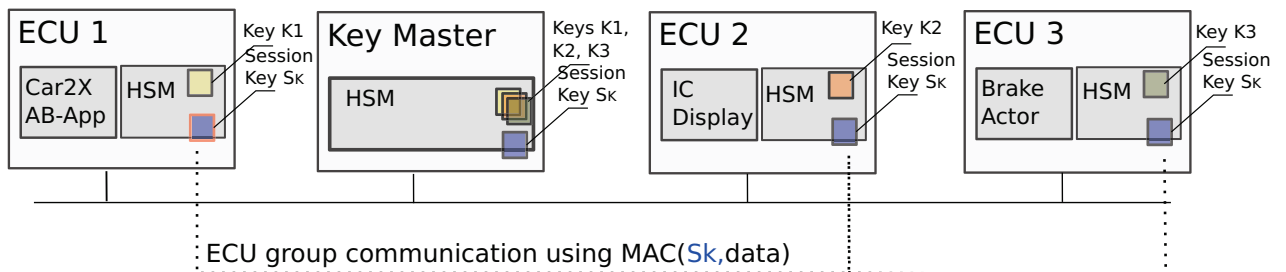 ECU 1
Key K1
Session
Key SK
Car2X
AB-App
HSM
Key Master
Keys K1,
K2, K3
Session
Key SK
HSM
ECU 2
Key K2
Session
Key SK
IC
Display
HSM
ECU 3
Key K3
Session
Key SK
Brake
Actor
HSM
ECU group communication using MAC(Sk,data)